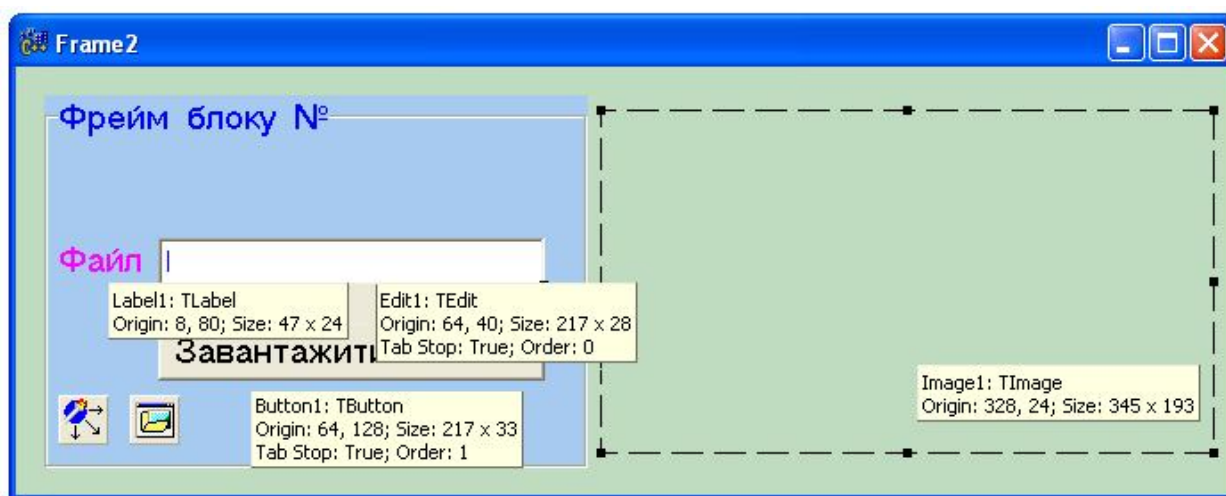 Frame2
Фрейм блоку №
Файл
Label1: TLabel
Origin: 8, 80; Size: 47 x 24
Edit1: TEdit
Origin: 64, 40; Size: 217 x 28
Tab Stop: True; Order: 0
Завантажити
Button1: TButton
Origin: 64, 128; Size: 217 x 33
Tab Stop: True; Order: 1
Image1: TImage
Origin: 328, 24; Size: 345 x 193